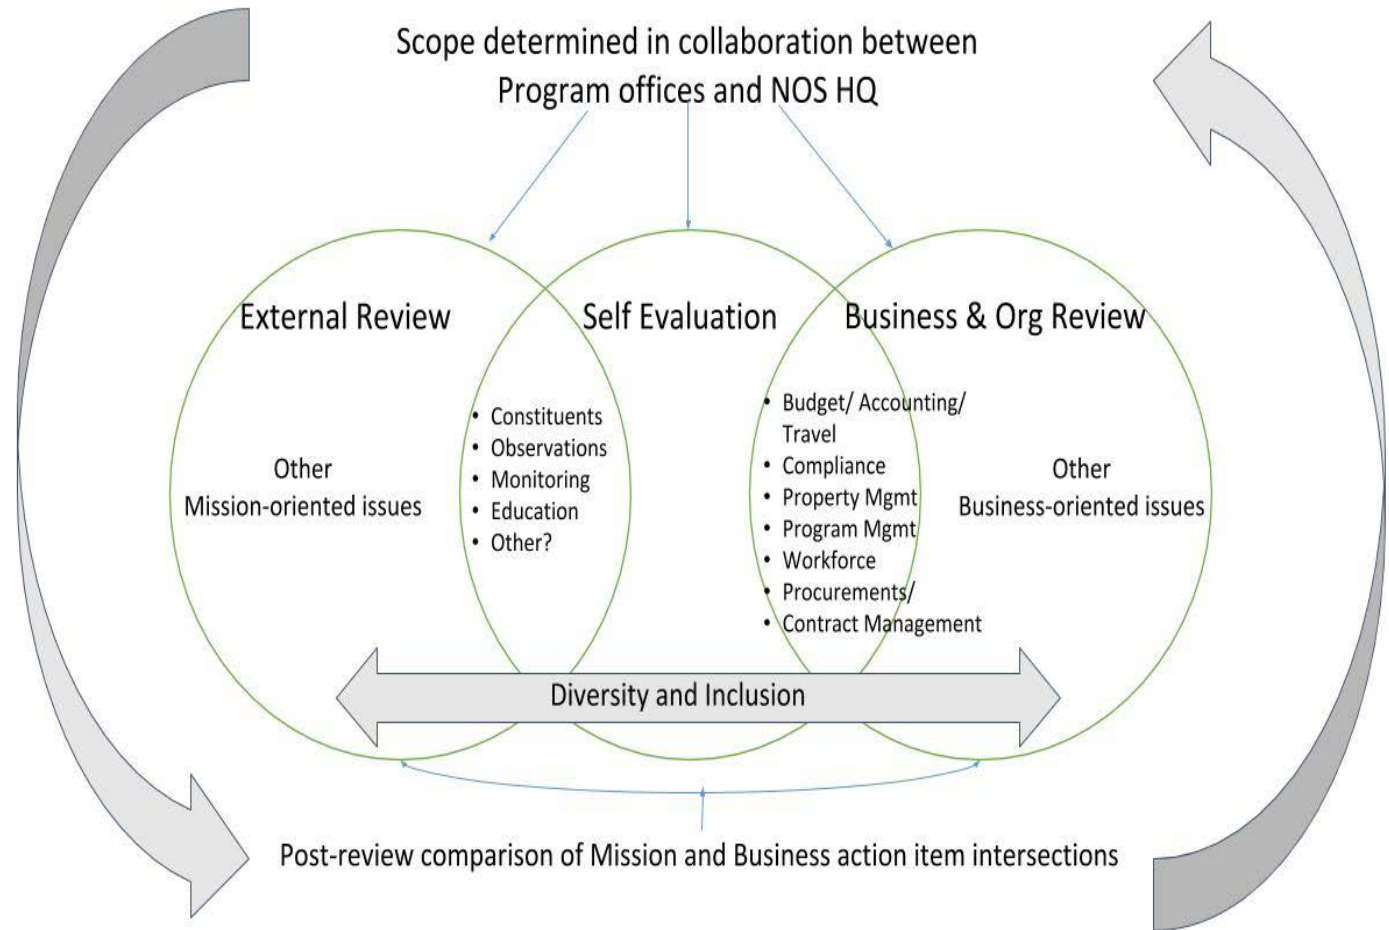 Scope determined in collaboration between
Program offices and NOS HQ
External Review
Self Evaluation
Business & Org Review
Other
Mission-oriented issues
• Constituents
• Observations
• Monitoring
• Education
• Other?
• Budget/ Accounting/
Travel
• Compliance
• Property Mgmt
• Program Mgmt
• Workforce
• Procurements/
• Contract Management
Other
Business-oriented issues
Diversity and Inclusion
Post-review comparison of Mission and Business action item intersections